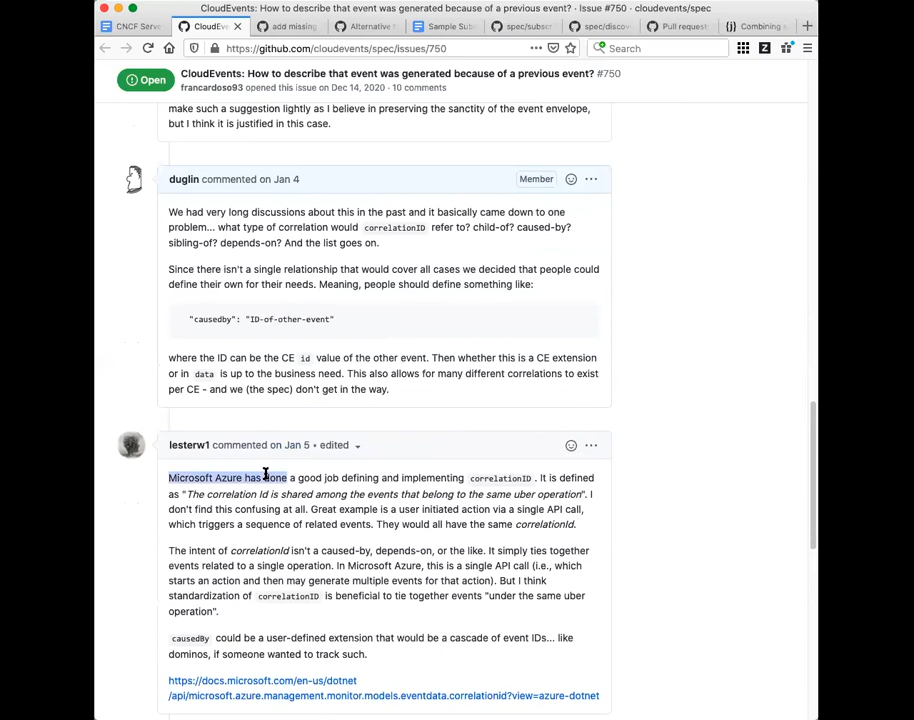 CloudEvents: How to describe that event was generated because of a previous event? · Issue #750 · cloudevents/spec
CNCF Serve
CloudEve
add missing
Alternative
Sample Sub
spec/subscr
spec/discov
Pull request
Combining s
https://github.com/cloudevents/spec/issues/750
Search
Open
CloudEvents: How to describe that event was generated because of a previous event? #750
francardoso93 opened this issue on Dec 14, 2020 · 10 comments
make such a suggestion lightly as I believe in preserving the sanctity of the event envelope,
but I think it is justified in this case.
duglin commented on Jan 4
Member
We had very long discussions about this in the past and it basically came down to one
problem... what type of correlation would correlationID refer to? child-of? caused-by?
sibling-of? depends-on? And the list goes on.
Since there isn't a single relationship that would cover all cases we decided that people could
define their own for their needs. Meaning, people should define something like:
"causedby": "ID-of-other-event"
where the ID can be the CE id value of the other event. Then whether this is a CE extension
or in data is up to the business need. This also allows for many different correlations to exist
per CE - and we (the spec) don't get in the way.
lesterw1 commented on Jan 5 • edited
Microsoft Azure has done a good job defining and implementing correlationID . It is defined
as "The correlation Id is shared among the events that belong to the same uber operation". I
don't find this confusing at all. Great example is a user initiated action via a single API call,
which triggers a sequence of related events. They would all have the same correlationId.
The intent of correlationId isn't a caused-by, depends-on, or the like. It simply ties together
events related to a single operation. In Microsoft Azure, this is a single API call (i.e., which
starts an action and then may generate multiple events for that action). But I think
standardization of correlationID is beneficial to tie together events "under the same uber
operation".
causedBy could be a user-defined extension that would be a cascade of event IDs... like
dominos, if someone wanted to track such.
https://docs.microsoft.com/en-us/dotnet
/api/microsoft.azure.management.monitor.models.eventdata.correlationid?view=azure-dotnet